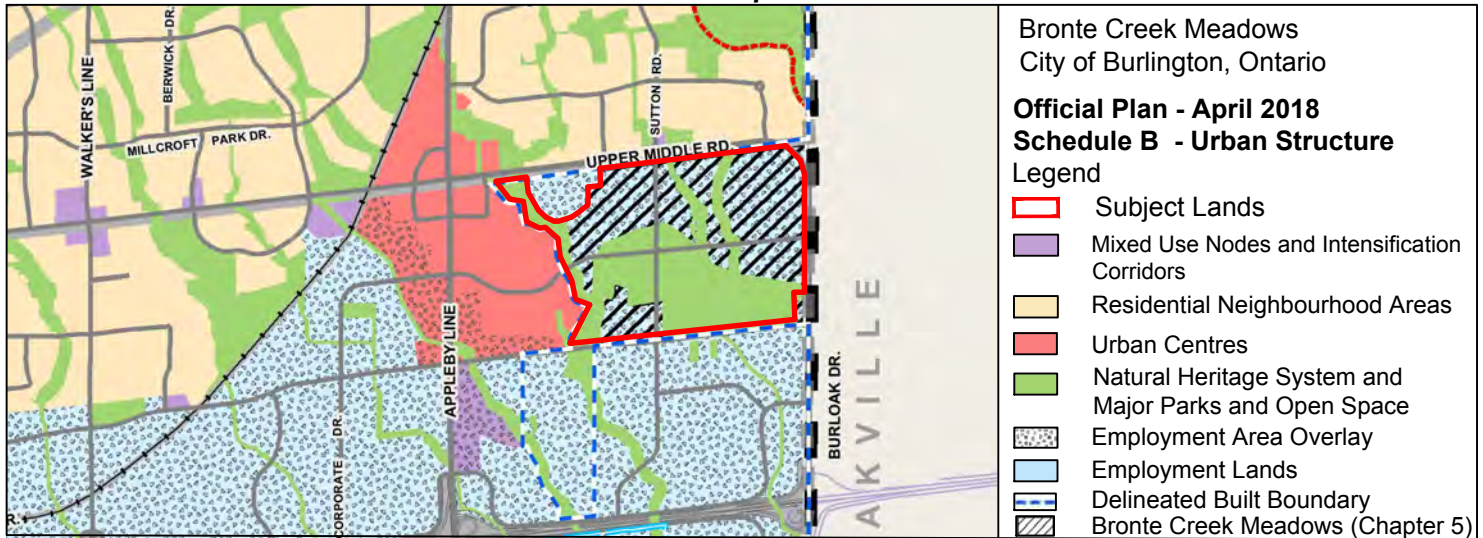 WALKER'S LINE
BERWICK DR.
MILLCROFT PARK DR.
SUTTON RD.
UPPER MIDDLE RD.
APPLEBY LINE
CORPORATE DR.
BURLOAK DR.
AKVILLE
R.
Bronte Creek Meadows
City of Burlington, Ontario
Official Plan - April 2018
Schedule B - Urban Structure
Legend
Subject Lands
Mixed Use Nodes and Intensification
Corridors
Residential Neighbourhood Areas
Urban Centres
Natural Heritage System and
Major Parks and Open Space
Employment Area Overlay
Employment Lands
Delineated Built Boundary
Bronte Creek Meadows (Chapter 5)